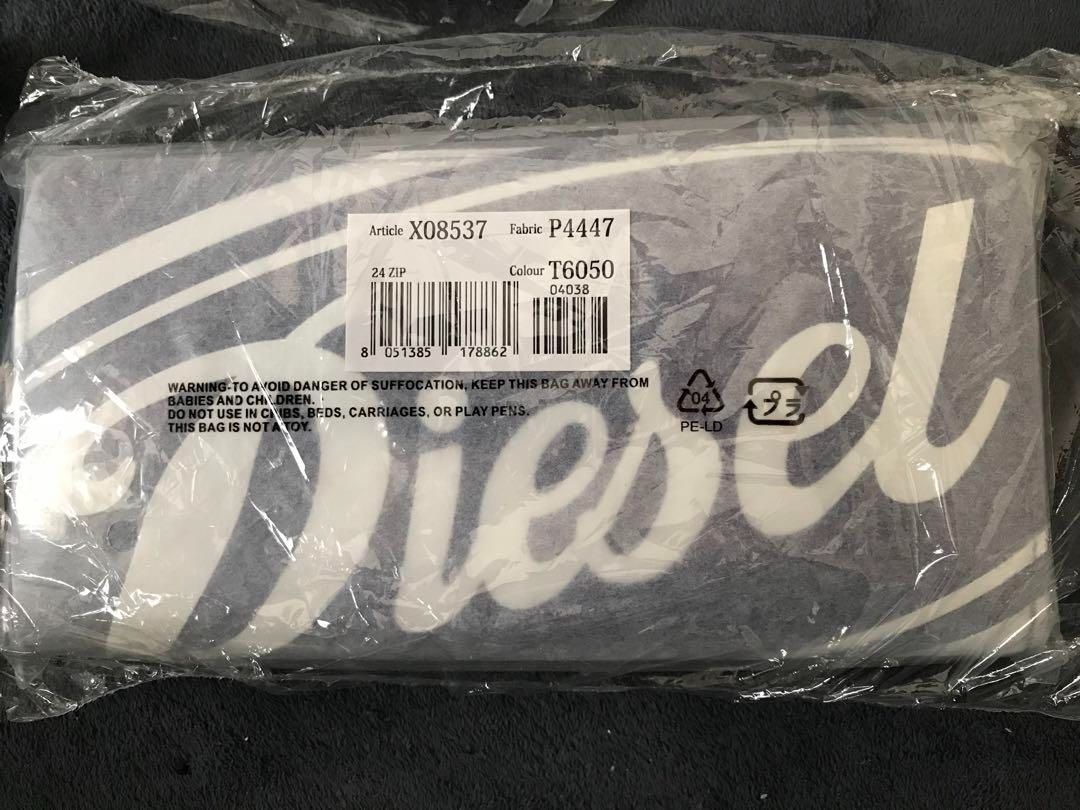 Article X08537 Fabric P4447
24 ZIP Colour T6050
04038
8 051385 178862
WARNING-TO AVOID DANGER OF SUFFOCATION, KEEP THIS BAG AWAY FROM
BABIES AND CHILDREN.
DO NOT USE IN CRIBS, BEDS, CARRIAGES, OR PLAY PENS.
THIS BAG IS NOT A TOY.
04
PE-LD
プラ
Diesel